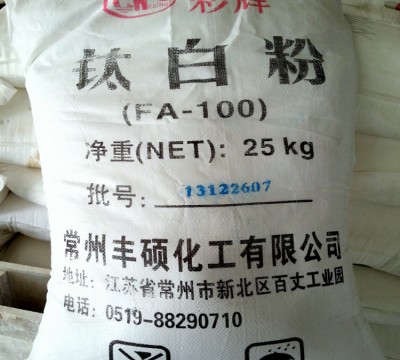 彩辉
钛白粉
(FA-100)
净重(NET): 25 kg
批号: 13122607
常州丰硕化工有限公司
地址: 江苏省常州市新北区百丈工业园
电话: 0519-88290710